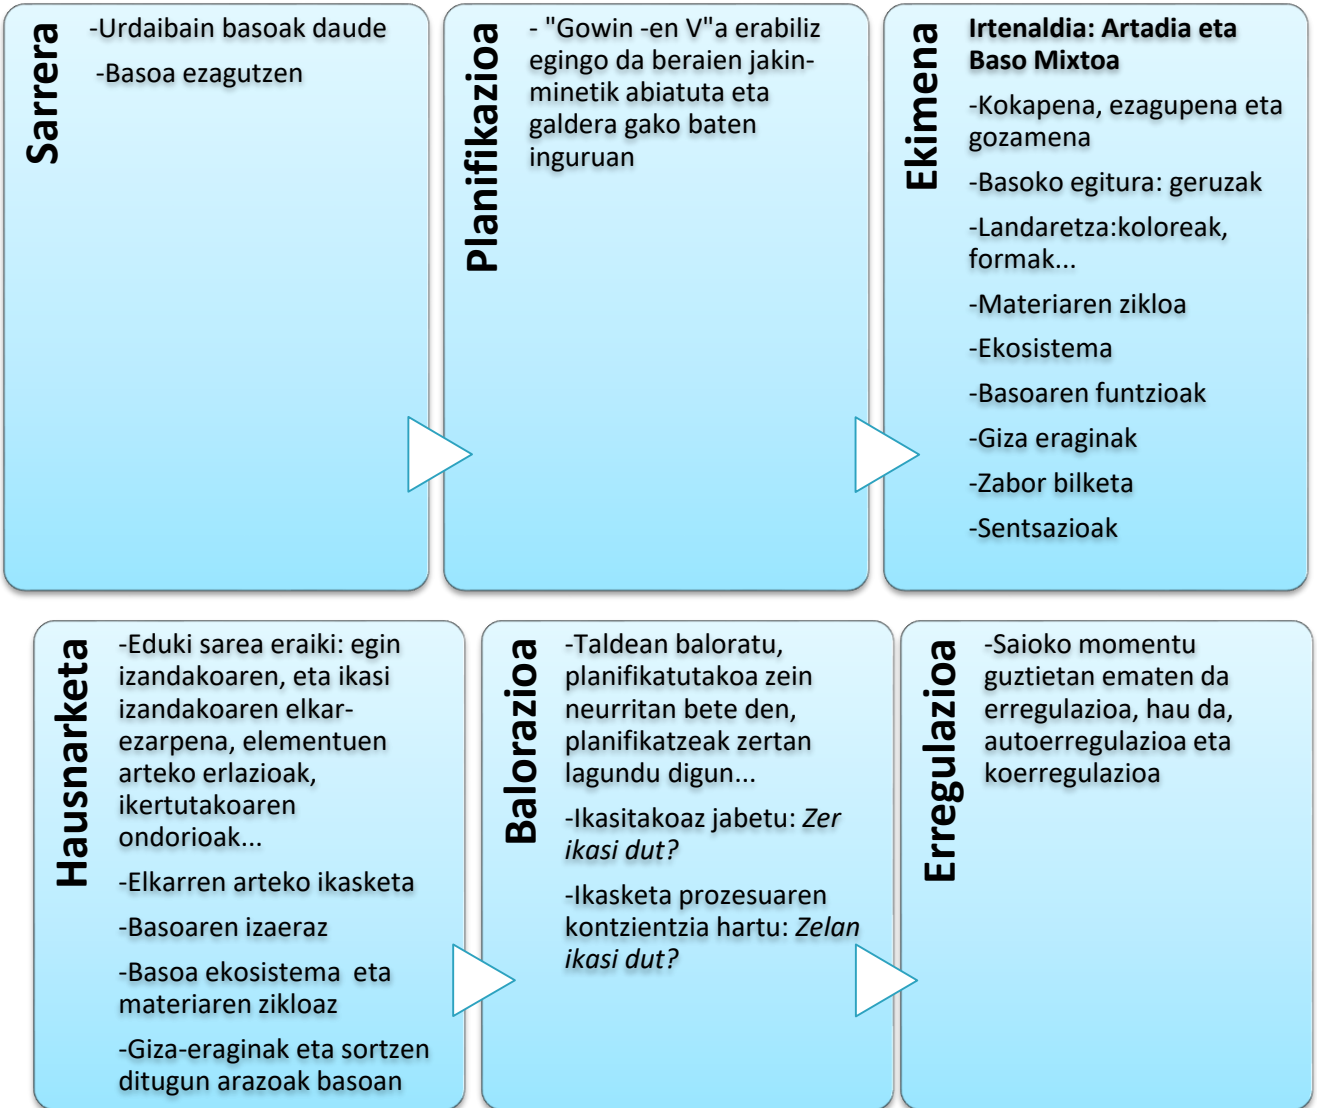 Sarrera
-Urdaibain basoak daude
-Basoa ezagutzen
Planifikazioa
- "Gowin -en V"a erabiliz
egingo da beraien jakin-
minetik abiatuta eta
galdera gako baten
inguruan
Ekimena
Irtenaldia: Artadia eta
Baso Mixtoa
-Kokapena, ezagupena eta
gozamena
-Basoko egitura: geruzak
-Landaretza:koloreak,
formak...
-Materiaren zikloa
-Ekosistema
-Basoaren funtzioak
-Giza eraginak
-Zabor bilketa
-Sentsazioak
Hausnarketa
-Eduki sarea eraiki: egin
izandakoaren, eta ikasi
izandakoaren elkar-
ezarpena, elementuen
arteko erlazioak,
ikertutakoaren
ondorioak...
-Elkarren arteko ikasketa
-Basoaren izaeraz
-Basoa ekosistema  eta
materiaren zikloaz
-Giza-eraginak eta sortzen
ditugun arazoak basoan
Balorazioa
-Taldean baloratu,
planifikatutakoa zein
neurritan bete den,
planifikatzeak zertan
lagundu digun...
-Ikasitakoaz jabetu: Zer
ikasi dut?
-Ikasketa prozesuaren
kontzientzia hartu: Zelan
ikasi dut?
Erregulazioa
-Saioko momentu
guztietan ematen da
erregulazioa, hau da,
autoerregulazioa eta
koerregulazioa